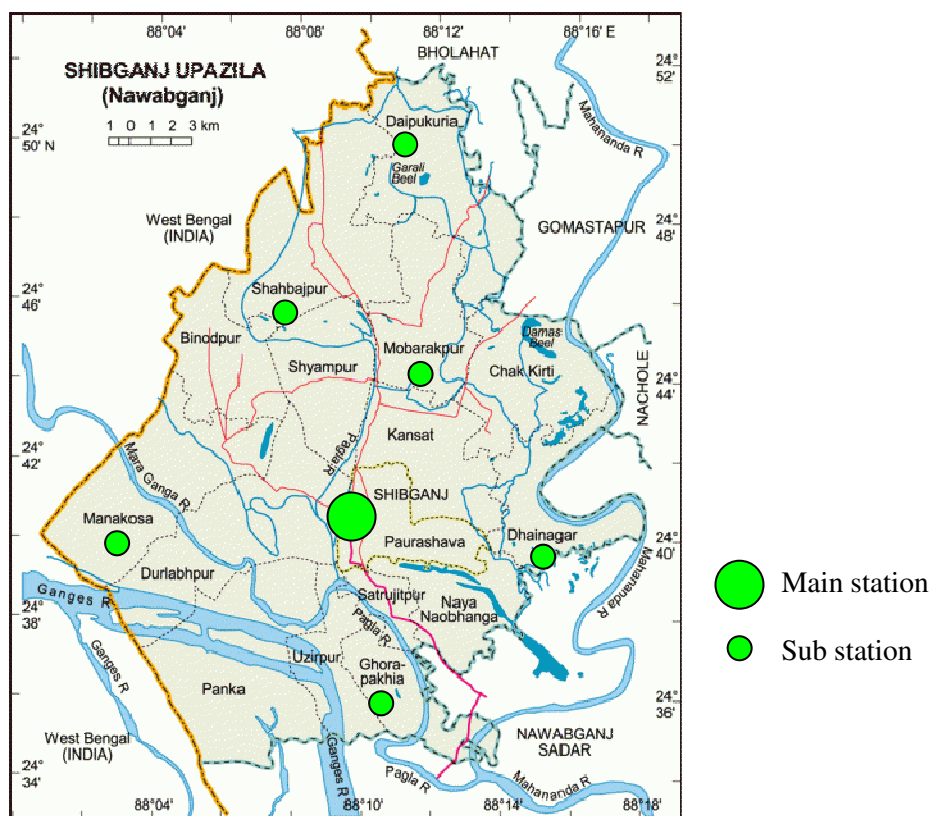 88°04'
88°08'
88°12'
88°16' E
BHOLAHAT
24°
52'
SHIBGANJ UPAZILA
(Nawabganj)
1 0 1 2 3 km
Daipukuria
Mahananda R
24°
50' N
Garali
Beel
West Bengal
(INDIA)
GOMASTAPUR
24°
48'
24°
46'
Shahbajpur
Binodpur
Mobarakpur
Damas
Beel
Shyampur
Chak Kirti
24°
44'
NACHOLE
Kansat
24°
42'
Pagla R
Mara Ganga R
SHIBGANJ
Manakosa
Paurashava
Dhainagar
24°
40'
Mahananda R
Durlabhpur
Main station
Ganges R
Satrujitpur
Naya
Naobhanga
24°
38'
Pagla R
Sub station
Ganges R
Uzirpur
Ghora-
pakhia
Panka
24°
36'
West Bengal
(INDIA)
NAWABGANJ
SADAR
Ganges R
Pagla R
24°
34'
Mahananda R
88°04'
88°10'
88°14'
88°18'